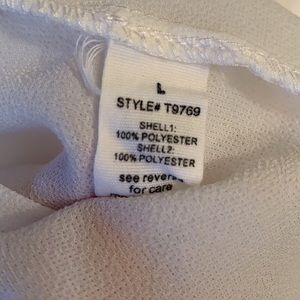 L
STYLE# T9769
SHELL1:
100% POLYESTER
SHELL2:
100% POLYESTER
see reverse
for care